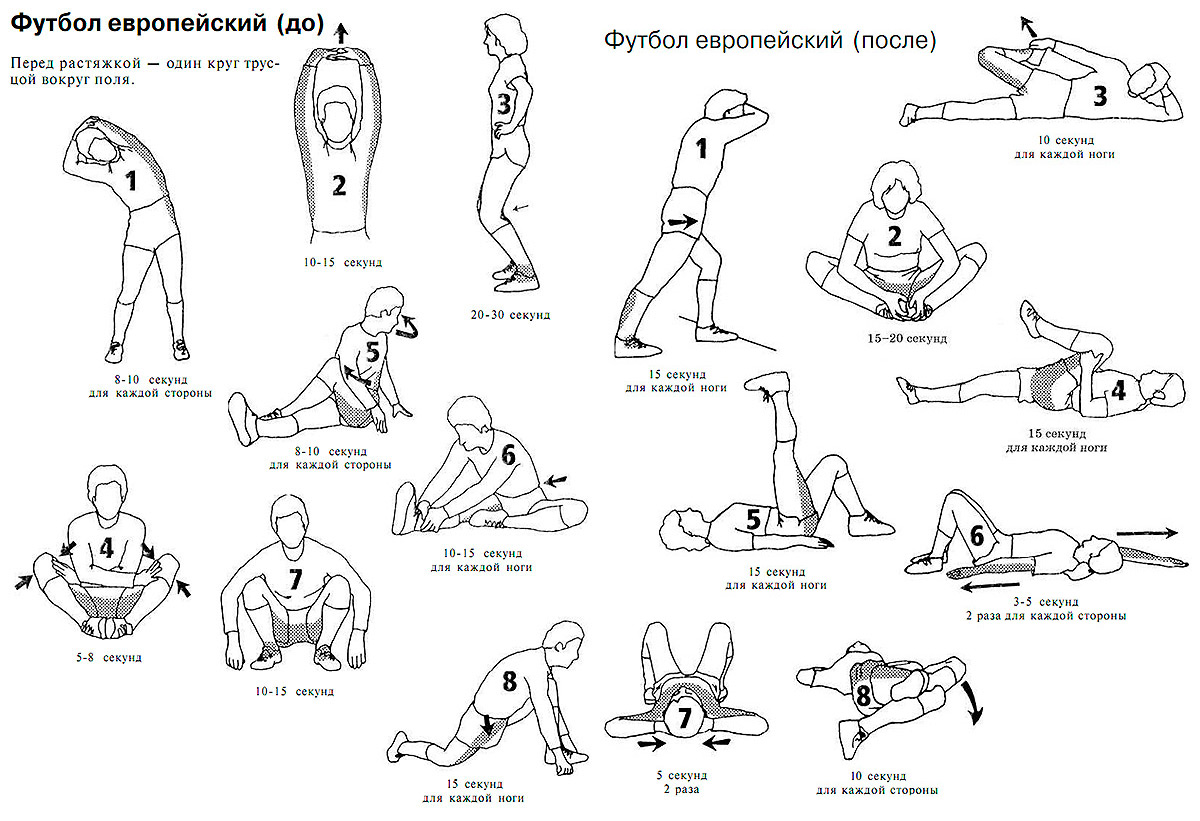 Футбол европейский (до)
Перед растяжкой — один круг трус-
цой вокруг поля.
1
8-10 секунд
для каждой стороны
2
10-15 секунд
3
20-30 секунд
4
5-8 секунд
5
8-10 секунд
для каждой стороны
6
10-15 секунд
для каждой ноги
7
10-15 секунд
8
15 секунд
для каждой ноги
Футбол европейский (после)
1
15 секунд
для каждой ноги
2
15–20 секунд
3
10 секунд
для каждой ноги
4
15 секунд
для каждой ноги
5
15 секунд
для каждой ноги
6
3-5 секунд
2 раза для каждой стороны
7
5 секунд
2 раза
8
10 секунд
для каждой стороны